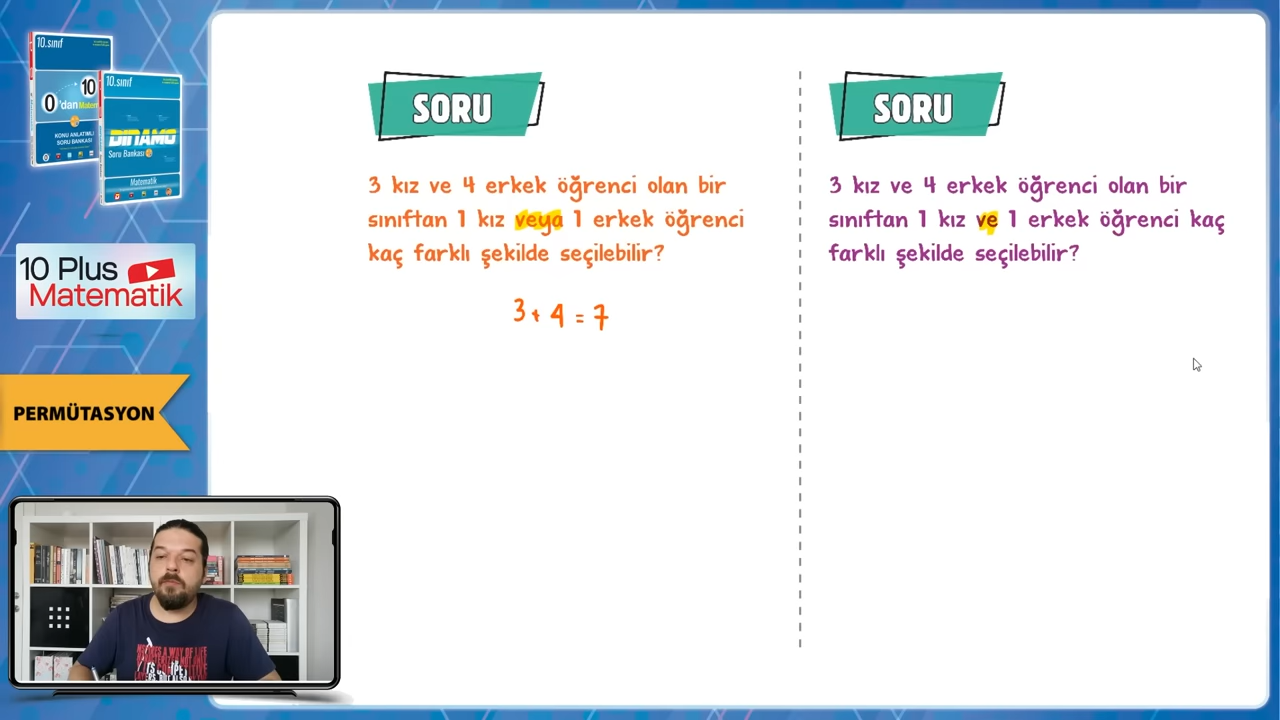 10.sınıf
0'dan 10
KONU ANLATIMLI
SORU BANKASI
10.sınıf
DİNAMO
Soru Bankası
Matematik
10 Plus
Matematik
PERMÜTASYON
SORU
3 kız ve 4 erkek öğrenci olan bir
sınıftan 1 kız veya 1 erkek öğrenci
kaç farklı şekilde seçilebilir?
3 + 4 = 7
SORU
3 kız ve 4 erkek öğrenci olan bir
sınıftan 1 kız ve 1 erkek öğrenci kaç
farklı şekilde seçilebilir?